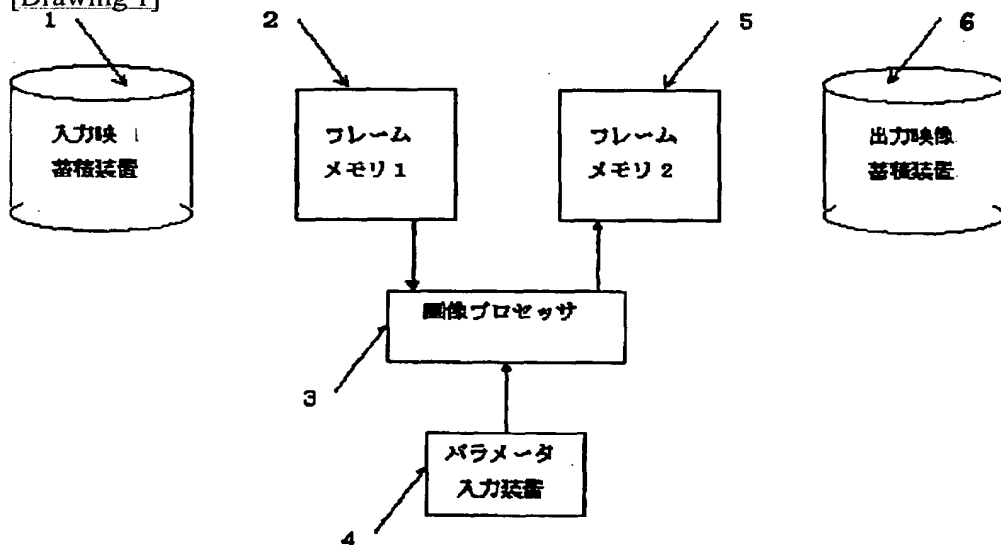 [Drawing 1]
1
2
5
6
入力映
蓄積装置
フレーム
メモリ1
フレーム
メモリ2
出力映像
蓄積装置
画像プロセッサ
3
パラメータ
入力装置
4